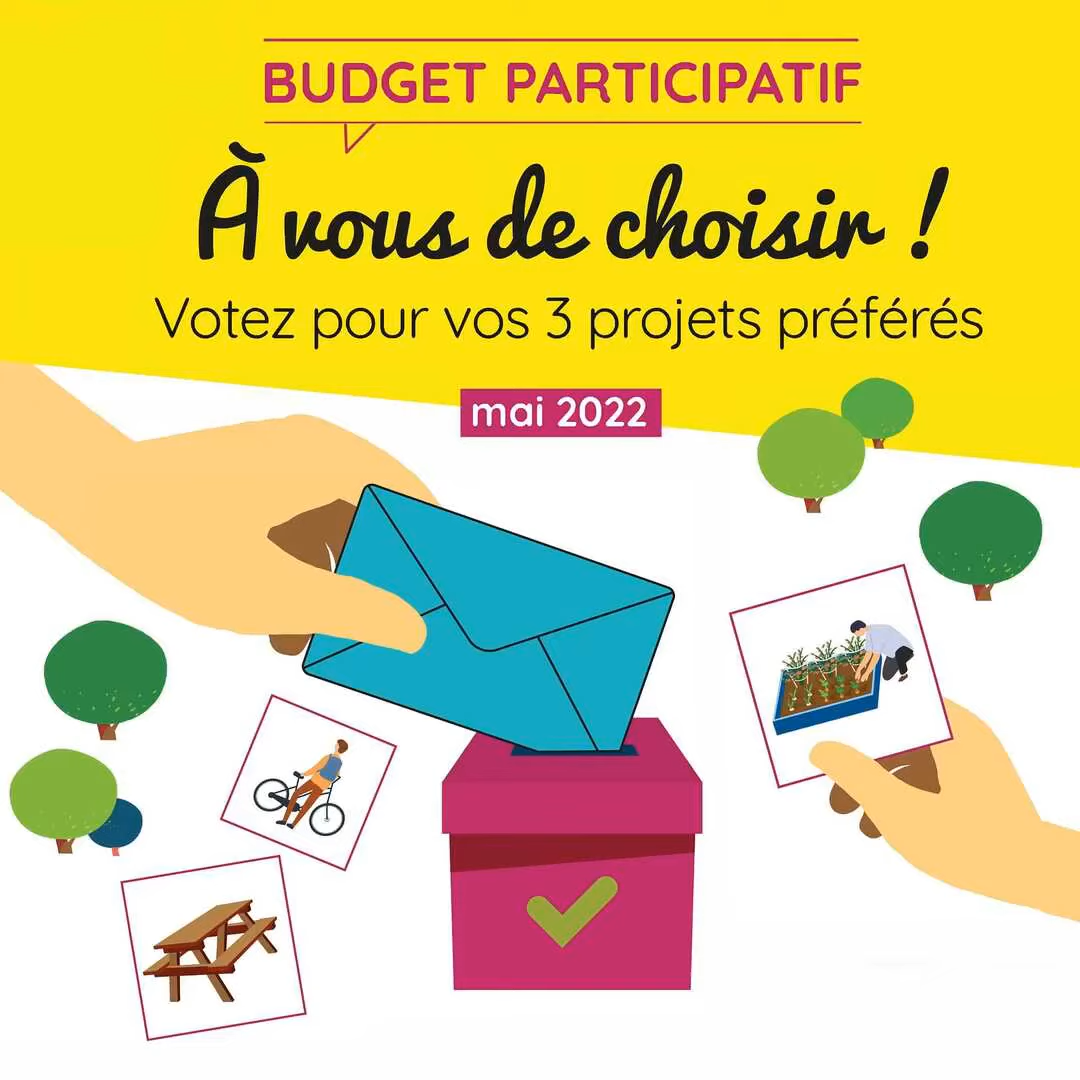 BUDGET PARTICIPATIF
À vous de choisir !
Votez pour vos 3 projets préférés
mai 2022